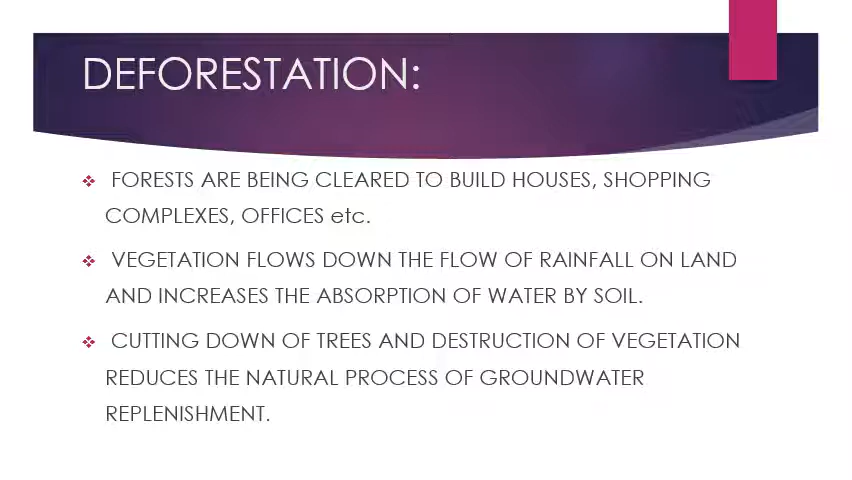 DEFORESTATION:
FORESTS ARE BEING CLEARED TO BUILD HOUSES, SHOPPING
COMPLEXES, OFFICES etc.
VEGETATION FLOWS DOWN THE FLOW OF RAINFALL ON LAND
AND INCREASES THE ABSORPTION OF WATER BY SOIL.
CUTTING DOWN OF TREES AND DESTRUCTION OF VEGETATION
REDUCES THE NATURAL PROCESS OF GROUNDWATER
REPLENISHMENT.